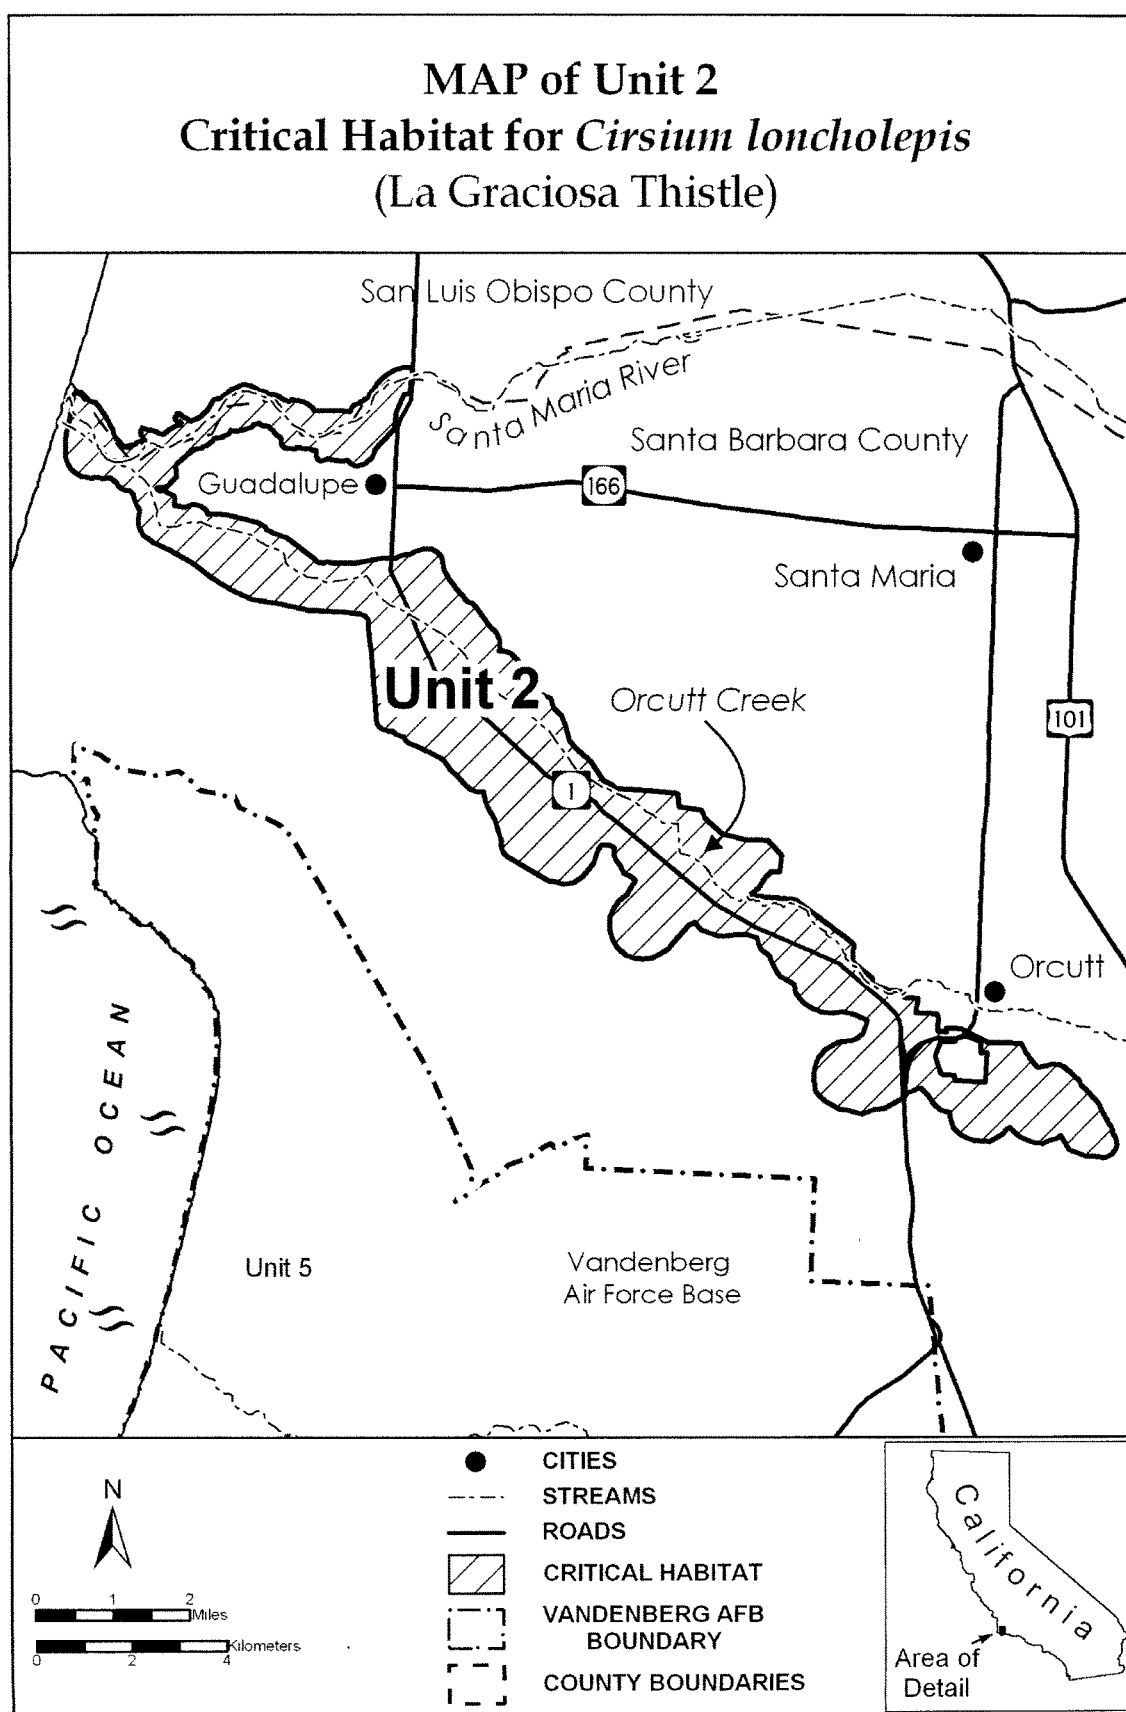 MAP of Unit 2
Critical Habitat for Cirsium loncholepis
(La Graciosa Thistle)
San Luis Obispo County
Santa Maria River
Santa Barbara County
Guadalupe
166
Santa Maria
Unit 2
Orcutt Creek
101
1
Orcutt
PACIFIC OCEAN
Unit 5
Vandenberg
Air Force Base
N
0 1 2
Miles
Kilometers
0 2 4
CITIES
STREAMS
ROADS
CRITICAL HABITAT
VANDENBERG AFB
BOUNDARY
COUNTY BOUNDARIES
California
Area of
Detail